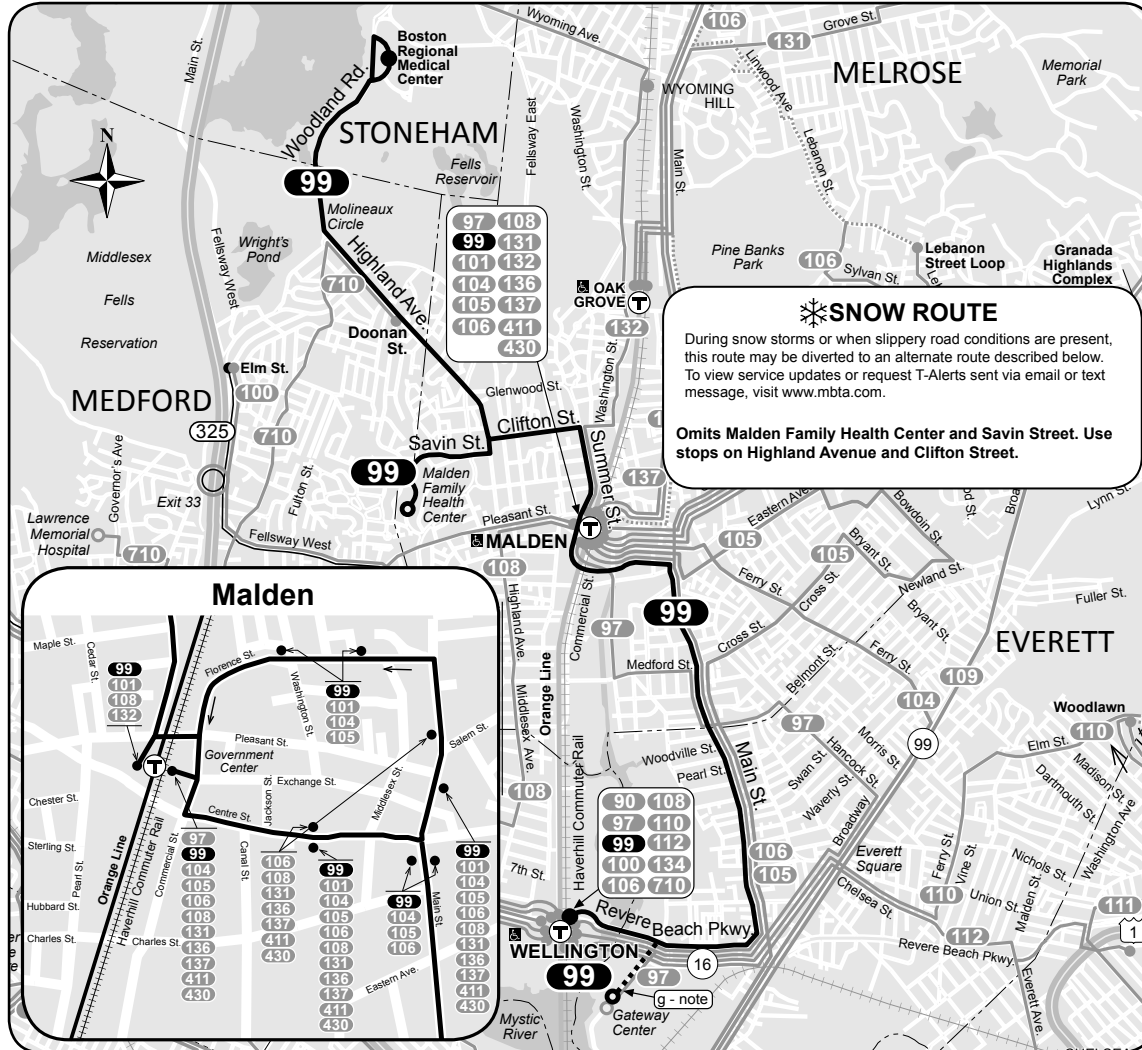 106
131
Grove St.
Wyoming Ave.
Boston
Regional
Medical
Center
Main St.
MELROSE
Memorial
Park
Linwood Ave.
WYOMING
HILL
Woodland Rd.
STONEHAM
Fellsway East
Washington St.
Main St.
Lebanon St.
N
99
Fells
Reservoir
Molineaux
Circle
Fellsway West
Wright's
Pond
Middlesex
Fells
Reservation
Highland Ave.
710
97 108
99 131
101 132
104 136
105 137
106 411
430
Pine Banks
Park
106
Sylvan St.
Lebanon
Street Loop
Granada
Highlands
Complex
OAK
GROVE
T
132
Doonan
St.
SNOW ROUTE
During snow storms or when slippery road conditions are present,
this route may be diverted to an alternate route described below.
To view service updates or request T-Alerts sent via email or text
message, visit www.mbta.com.
Omits Malden Family Health Center and Savin Street. Use
stops on Highland Avenue and Clifton Street.
Elm St.
100
MEDFORD
325
710
Glenwood St.
Washington St.
Clifton St.
Savin St.
Summer St.
99
Malden
Family
Health
Center
137
Governor's Ave
Exit 33
Fulton St.
Lawrence
Memorial
Hospital
710
Fellsway West
Pleasant St.
MALDEN
T
108
Eastern Ave.
105
105
Bowdoin St.
Lynn St.
Bryant St.
Newland St.
Bryant St.
Fuller St.
Ferry St.
Cross St.
Cross St.
99
97
Commercial St.
Highland Ave.
Medford St.
Belmont St.
Ferry St.
EVERETT
109
104
99
Orange Line
Middlesex Ave.
108
Haverhill Commuter Rail
Woodville St.
Pearl St.
Main St.
97
Swan St.
Hancock St.
Morris St.
Waverly St.
Broadway
Woodlawn
110
Elm St.
Madison St.
Dartmouth St.
Washington Ave
90 108
97 110
99 112
100 134
106 710
106
105
Everett
Square
Ferry St.
Vine St.
110
Nichols St.
Union St.
Malden St.
111
1
7th St.
Chelsea St.
112
Revere Beach Pkwy.
Everett Ave.
Revere
Beach Pkwy.
T
WELLINGTON
99
97
16
g - note
Gateway
Center
Mystic
River
Malden
Maple St.
Cedar St.
99
101
108
132
Florence St.
Washington St.
99
101
104
105
Salem St.
Pleasant St.
Government
Center
T
Exchange St.
Jackson St.
Middlesex St.
Chester St.
Centre St.
Sterling St.
Orange Line
Haverhill Commuter Rail
Commercial St.
Canal St.
Pearl St.
Hubbard St.
Charles St.
Charles St.
Main St.
Eastern Ave.
97
99
104
105
106
108
131
136
137
411
430
106
108
131
136
137
411
430
99
101
104
105
106
108
131
136
137
411
430
99
104
105
106
99
101
104
105
106
108
131
136
137
411
430